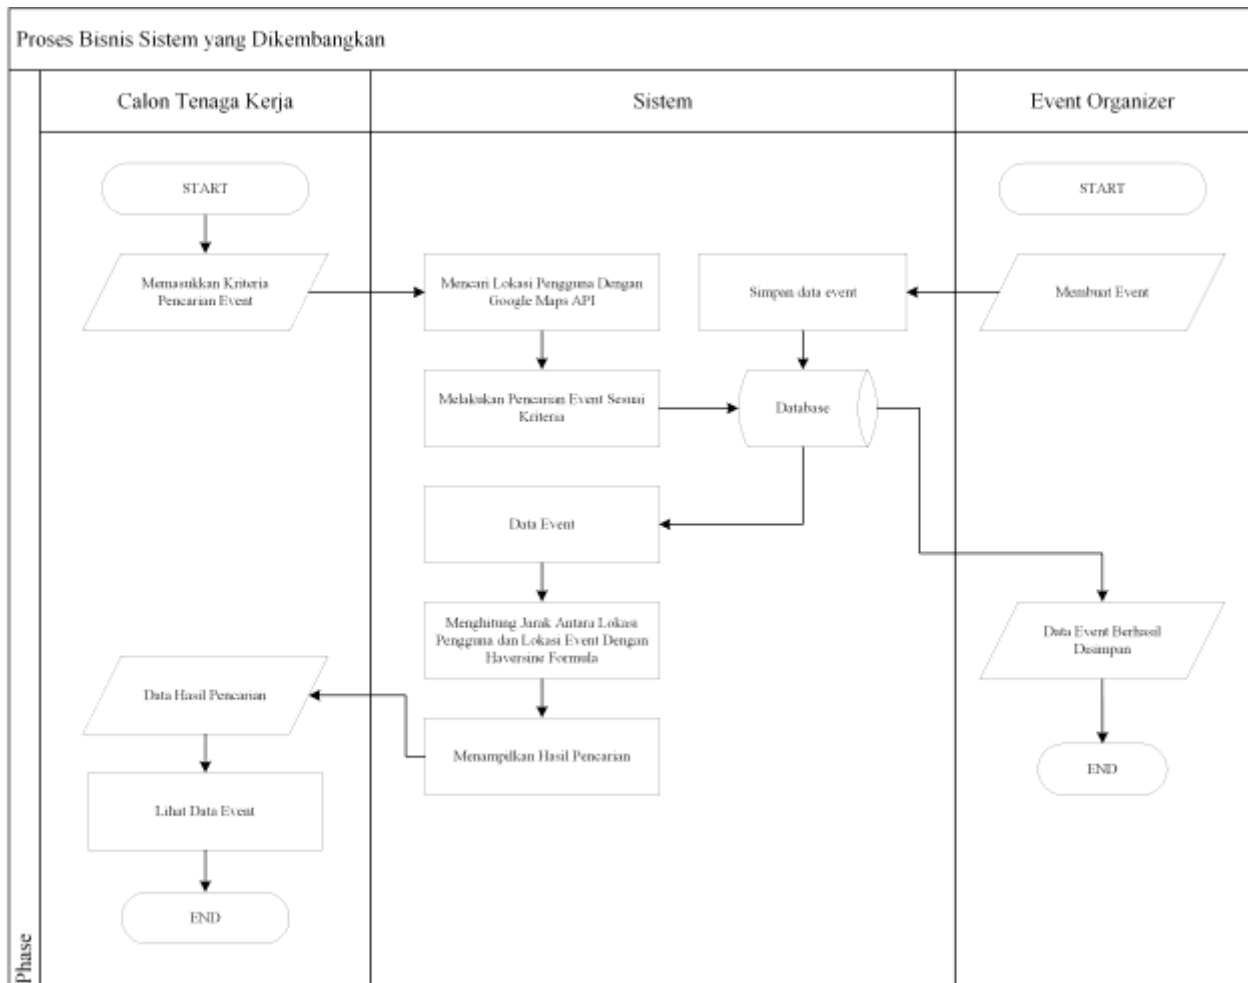 Proses Bisnis Sistem yang Dikembangkan
Calon Tenaga Kerja
Sistem
Event Organizer
START
START
Memasukkan Kriteria
Pencarian Event
Mencari Lokasi Pengguna Dengan
Google Maps API
Simpan data event
Membuat Event
Melakukan Pencarian Event Sesuai
Kriteria
Database
Data Event
Menghitung Jarak Antara Lokasi
Pengguna dan Lokasi Event Dengan
Haversine Formula
Data Event Berhasil
Disimpan
Data Hasil Pencarian
Menampilkan Hasil Pencarian
END
Lihat Data Event
END
Phase